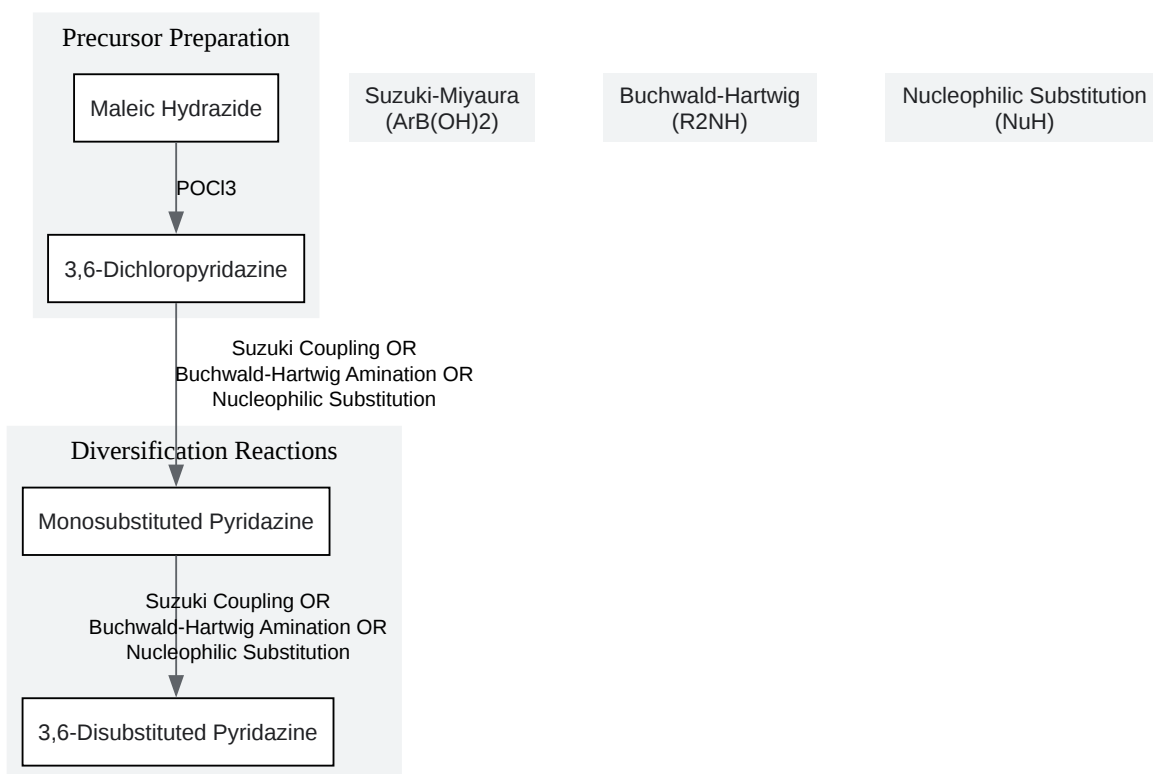 Precursor Preparation
Maleic Hydrazide
Suzuki-Miyaura
(ArB(OH)2)
Buchwald-Hartwig
(R2NH)
Nucleophilic Substitution
(NuH)
POCl3
3,6-Dichloropyridazine
Suzuki Coupling OR
Buchwald-Hartwig Amination OR
Nucleophilic Substitution
Diversification Reactions
Monosubstituted Pyridazine
Suzuki Coupling OR
Buchwald-Hartwig Amination OR
Nucleophilic Substitution
3,6-Disubstituted Pyridazine